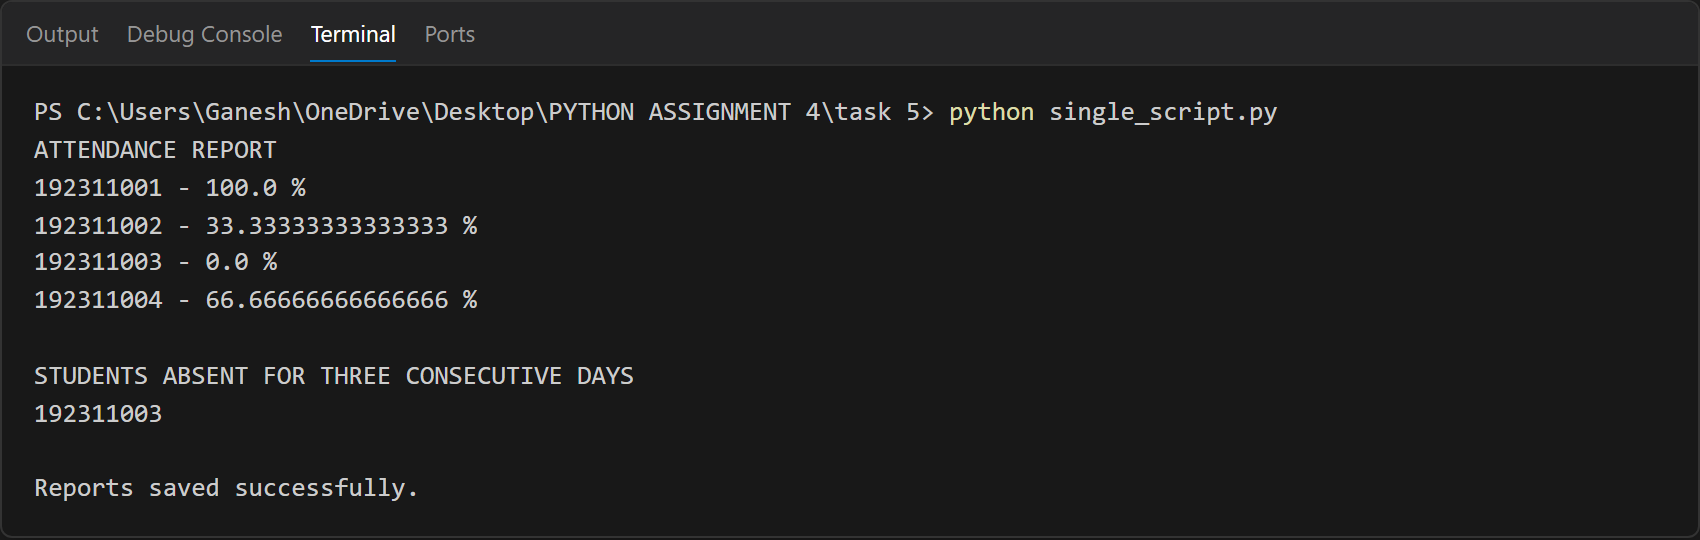 Output Debug Console Terminal Ports
PS C:\Users\Ganesh\OneDrive\Desktop\PYTHON ASSIGNMENT 4\task 5> python single_script.py
ATTENDANCE REPORT
192311001 - 100.0 %
192311002 - 33.33333333333333 %
192311003 - 0.0 %
192311004 - 66.66666666666666 %
STUDENTS ABSENT FOR THREE CONSECUTIVE DAYS
192311003
Reports saved successfully.